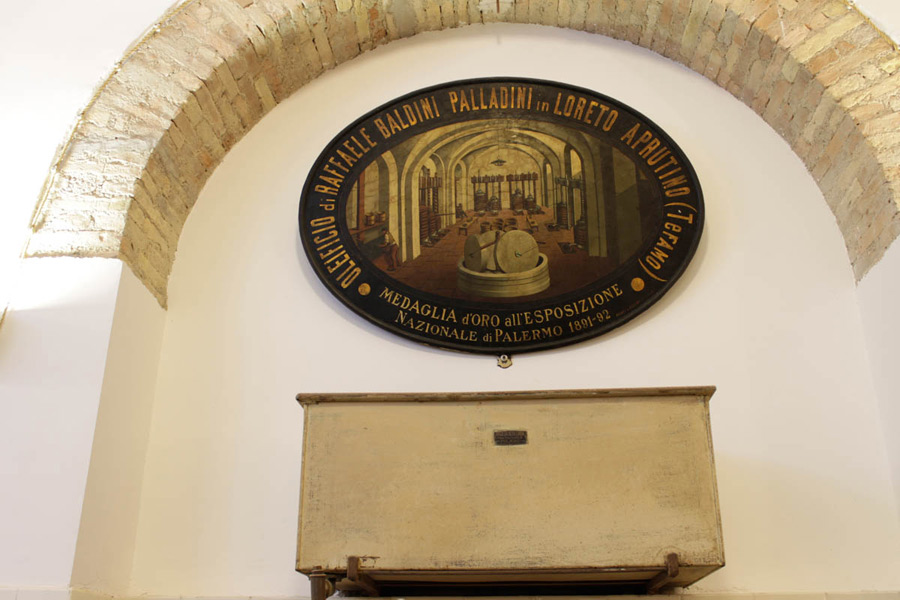 OLEIFICIO di RAFFAELE BALDINI PALLADINI in LORETO APRUTINO (TERAMO)
MEDAGLIA d'ORO all'ESPOSIZIONE
NAZIONALE di PALERMO 1891-92